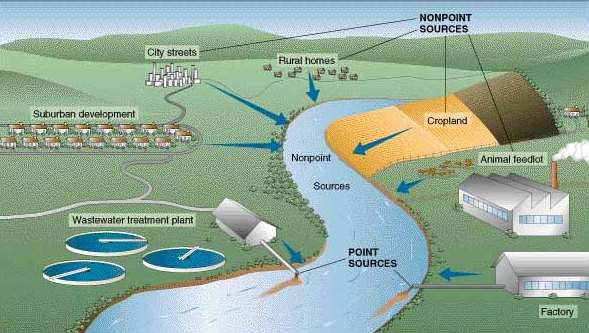 NONPOINT
SOURCES
City streets
Rural homes
Suburban development
Cropland
Nonpoint
Animal feedlot
Sources
Wastewater treatment plant
POINT
SOURCES
Factory